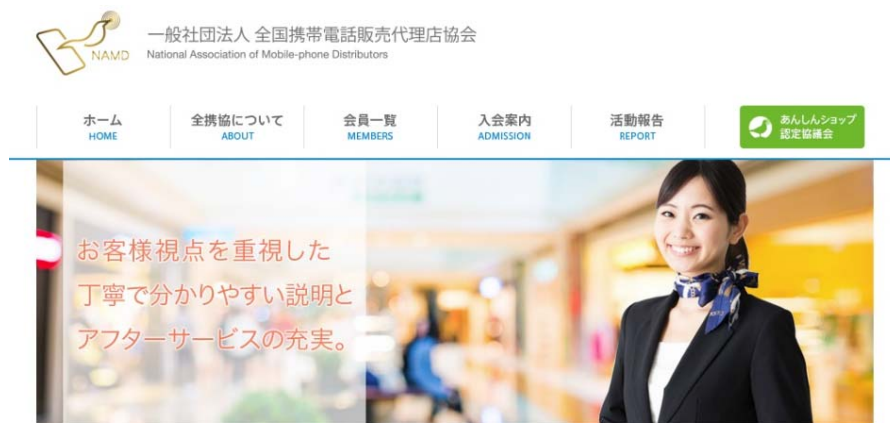 NAMD
一般社団法人 全国携帯電話販売代理店協会
National Association of Mobile-phone Distributors
ホーム
HOME
全携協について
ABOUT
会員一覧
MEMBERS
入会案内
ADMISSION
活動報告
REPORT
あんしんショップ
認定協議会
お客様視点を重視した
丁寧で分かりやすい説明と
アフターサービスの充実。